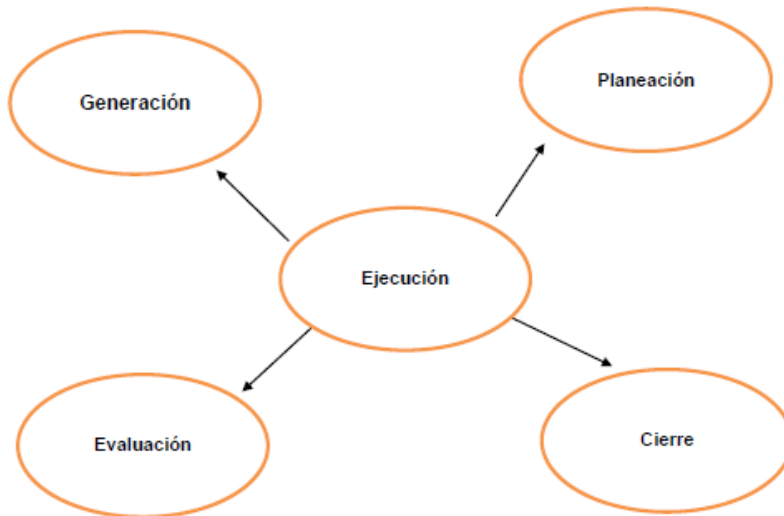 Generación
Planeación
Ejecución
Evaluación
Cierre